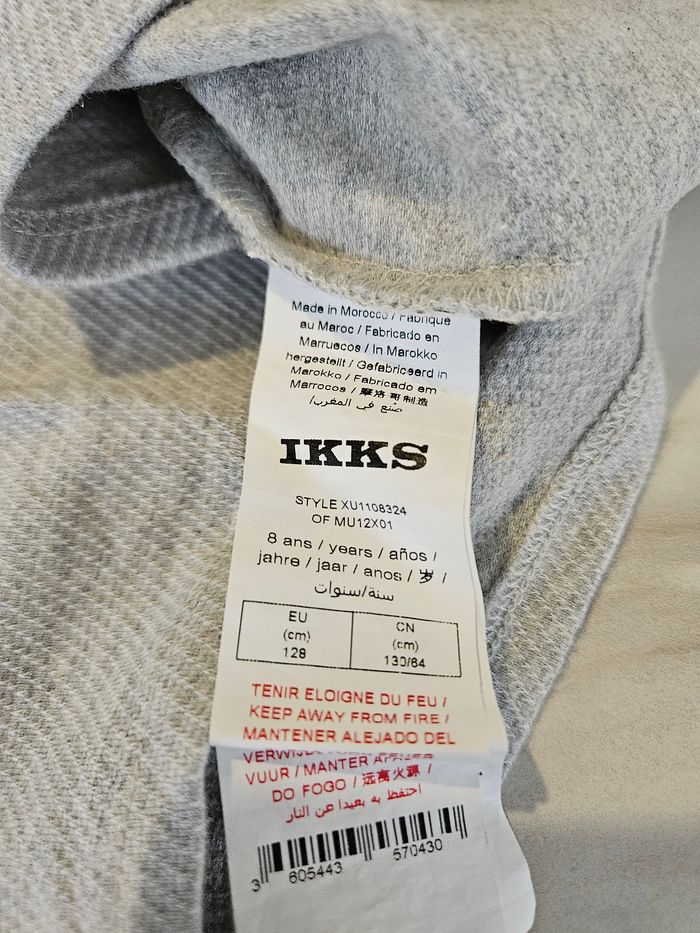 Made in Morocco / Fabriqué
au Maroc / Fabricado en
Marruecos / In Marokko
hergestellt / Gefabriceerd in
Marokko / Fabricado em
Marrocos / 摩洛哥制造
صنع في المغرب/
IKKS
STYLE XU1108324
OF MU12X01
8 ans / years / años /
jahre / jaar / anos / 岁 /
سنة/سنوات
EU
(cm)
128
CN
(cm)
130/64
TENIR ELOIGNE DU FEU /
KEEP AWAY FROM FIRE /
MANTENER ALEJADO DEL
VUUR / MANTER
DO FOGO / 远离火源 /
احتفظ به بعيدا عن النار
3 605443 570430